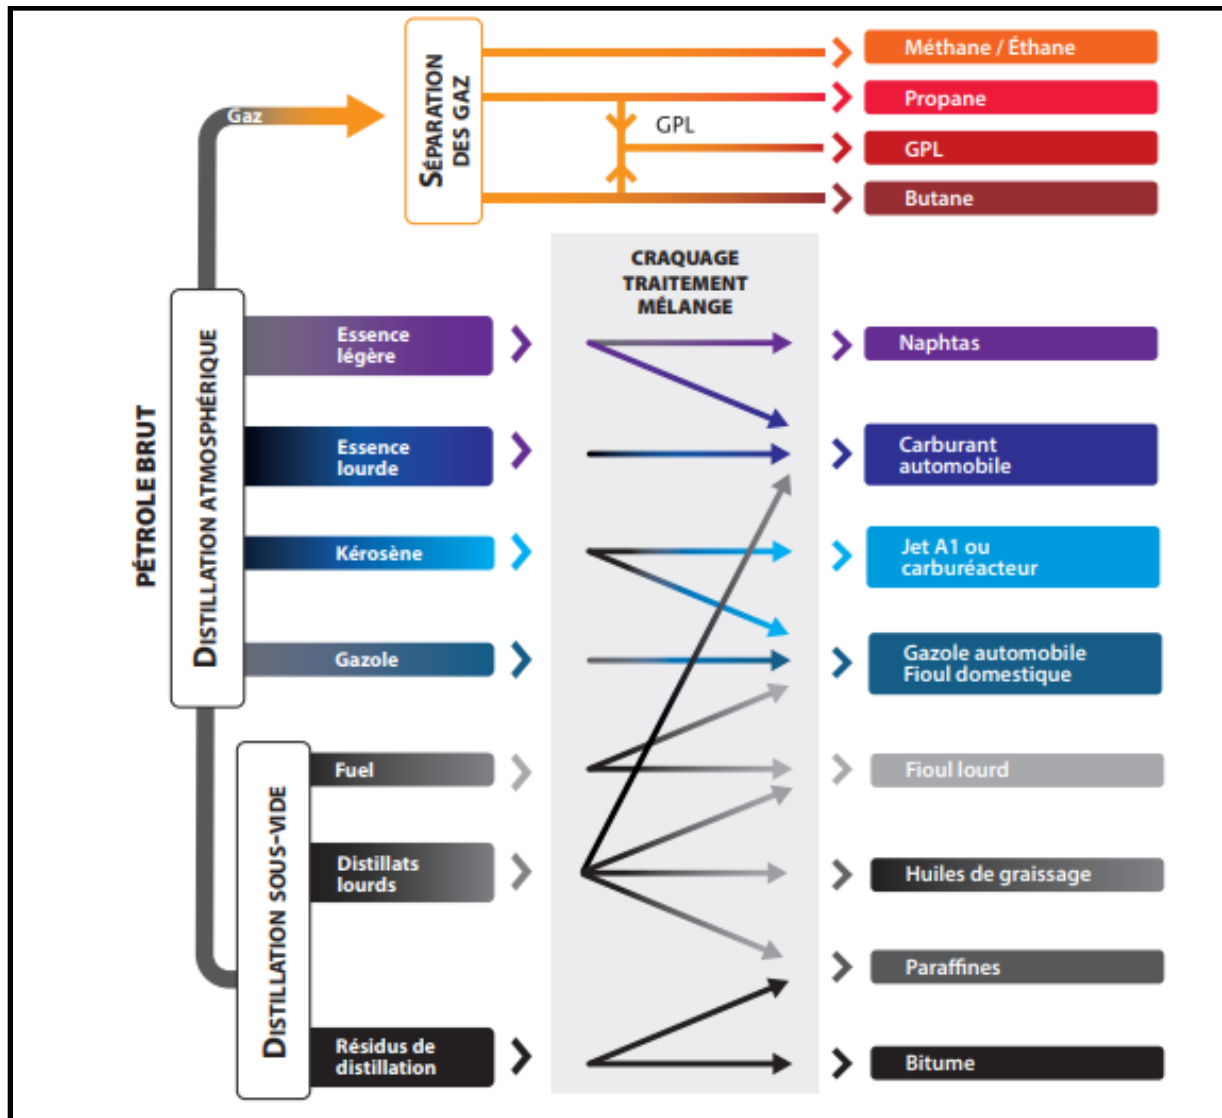 Gaz
SÉPARATION
DES GAZ
GPL
Méthane / Éthane
Propane
GPL
Butane
CRAQUAGE
TRAITEMENT
MÉLANGE
PÉTROLE BRUT
DISTILLATION ATMOSPHÉRIQUE
Essence
légère
Naphtas
Essence
lourde
Carburant
automobile
Kérosène
Jet A1 ou
carburéacteur
Gazole
Gazole automobile
Fioul domestique
DISTILLATION SOUS-VIDE
Fuel
Fioul lourd
Distillats
lourds
Huiles de graissage
Paraffines
Résidus de
distillation
Bitume